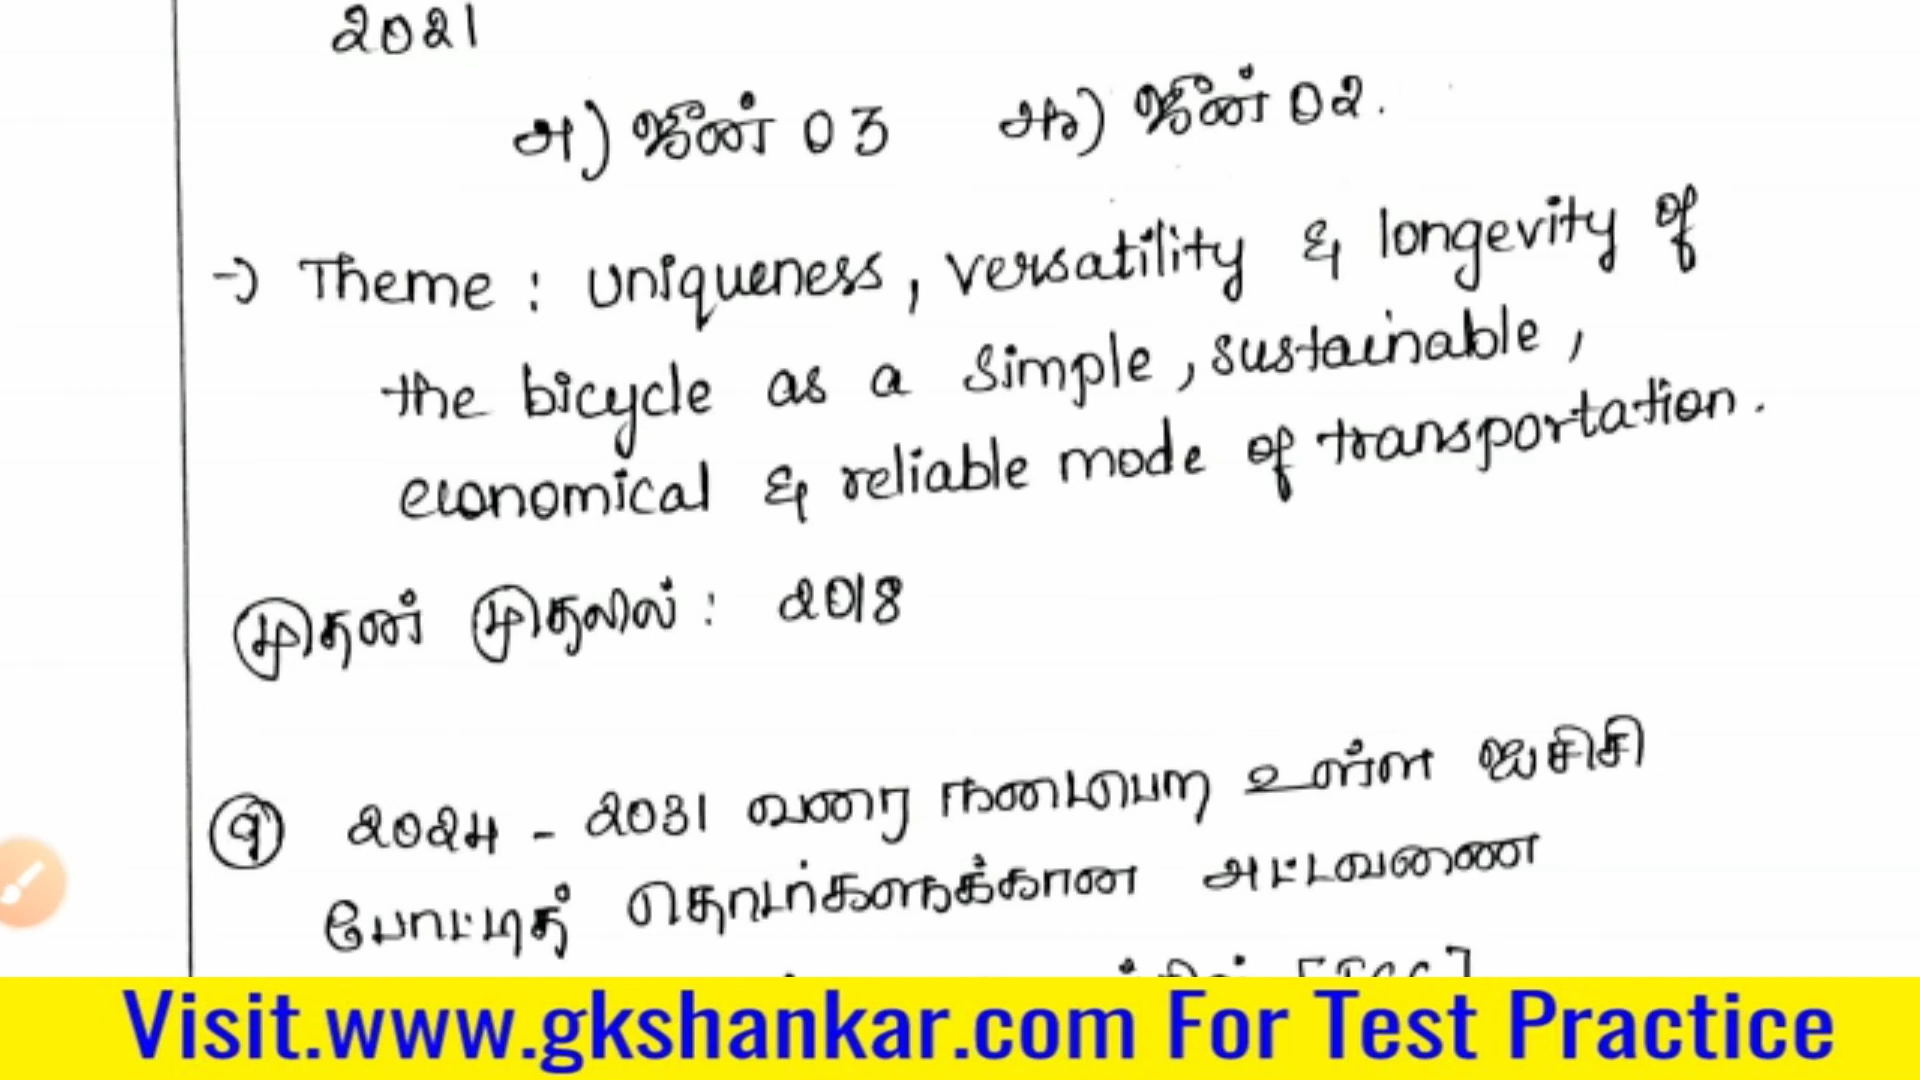 2021
அ) ஜீன் 03 ஆ) ஜீன் 02.
-) Theme : uniqueness, versatility & longevity of
the bicycle as a simple, sustainable,
economical & reliable mode of transportation.
முதன் முதலில் : 2018
9) 2024 - 2031 வரை நடைபெற உள்ள ஐசிசி
போட்டித் தொடர்களுக்கான அட்டவணை
Visit.www.gkshankar.com For Test Practice